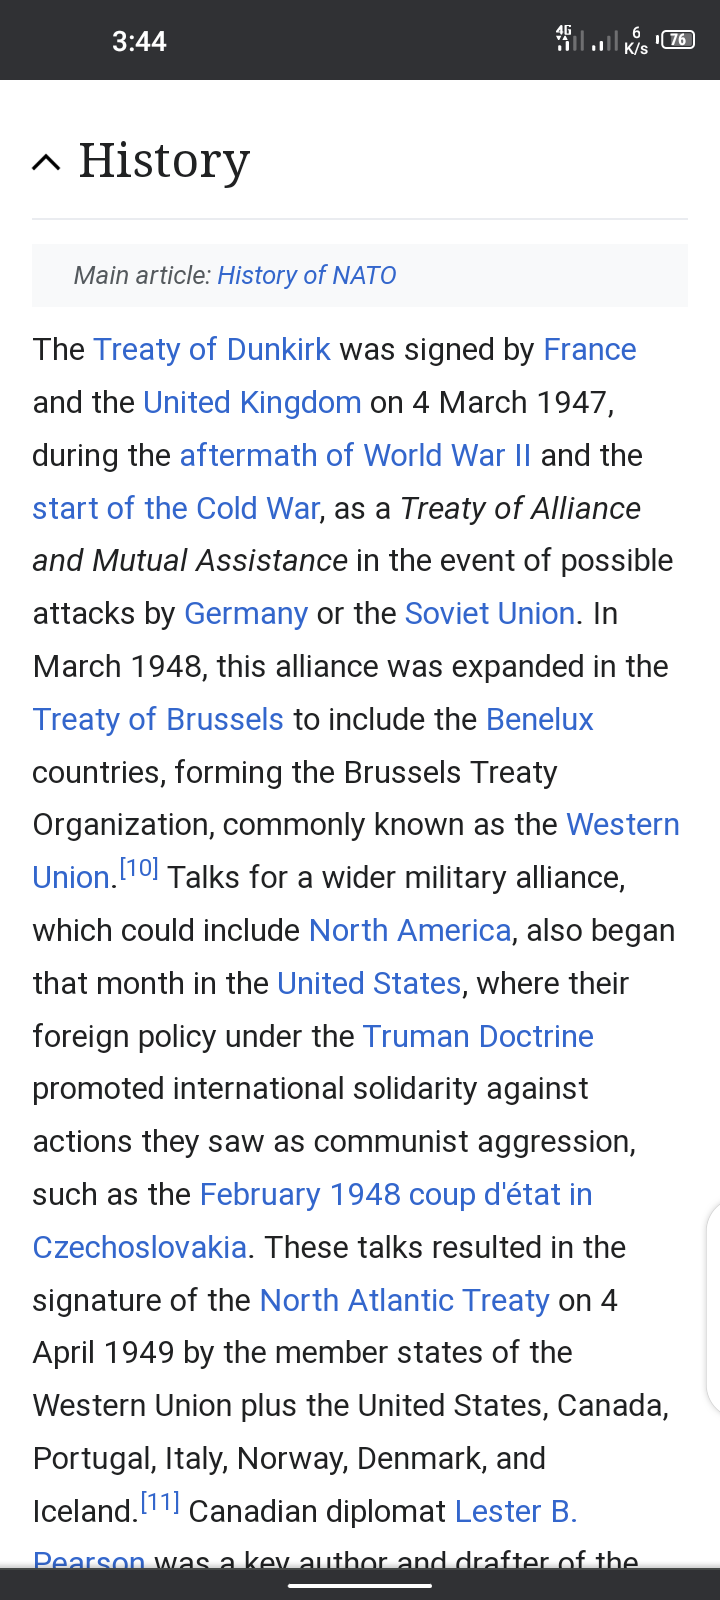 3:44
4G
6
K/s
76
History
Main article: History of NATO
The Treaty of Dunkirk was signed by France
and the United Kingdom on 4 March 1947,
during the aftermath of World War II and the
start of the Cold War, as a Treaty of Alliance
and Mutual Assistance in the event of possible
attacks by Germany or the Soviet Union. In
March 1948, this alliance was expanded in the
Treaty of Brussels to include the Benelux
countries, forming the Brussels Treaty
Organization, commonly known as the Western
Union.[10] Talks for a wider military alliance,
which could include North America, also began
that month in the United States, where their
foreign policy under the Truman Doctrine
promoted international solidarity against
actions they saw as communist aggression,
such as the February 1948 coup d'état in
Czechoslovakia. These talks resulted in the
signature of the North Atlantic Treaty on 4
April 1949 by the member states of the
Western Union plus the United States, Canada,
Portugal, Italy, Norway, Denmark, and
Iceland.[11] Canadian diplomat Lester B.
Pearson was a key author and drafter of the